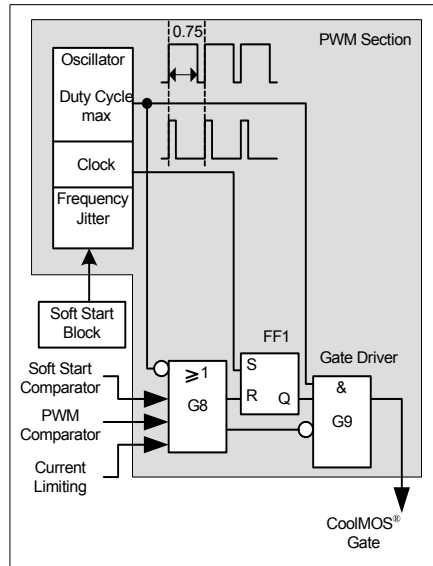 0.75
PWM Section
Oscillator
Duty Cycle
max
Clock
Frequency
Jitter
Soft Start
Block
FF1
Gate Driver
Soft Start
Comparator
PWM
Comparator
Current
Limiting
≥1
G8
S
R
Q
&
G9
CoolMOS®
Gate